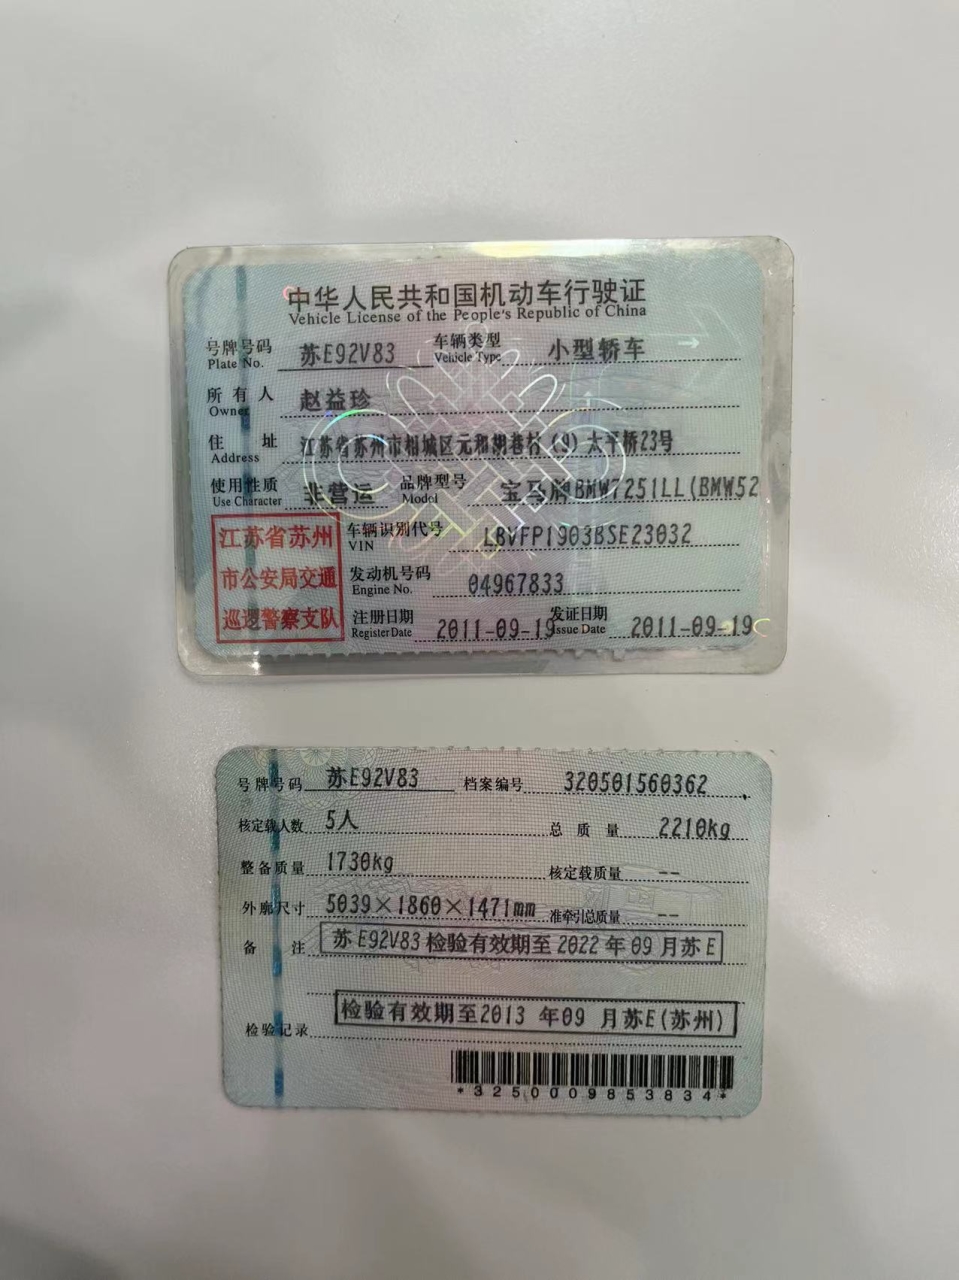 中华人民共和国机动车行驶证
Vehicle License of the People's Republic of China
号牌号码 Plate No. 苏E92V83 车辆类型 Vehicle Type 小型轿车
所有人 Owner 赵益珍
住址 Address 江苏省苏州市相城区元和胡巷村(9)太平桥23号
使用性质 Use Character 非营运 品牌型号 Model 宝马牌BMW7251LL(BMW52
江苏省苏州市公安局交通巡逻警察支队
车辆识别代号 VIN LBVFP1903BSE23032
发动机号码 Engine No. 04967833
注册日期 Register Date 2011-09-19 发证日期 Issue Date 2011-09-19
号牌号码 苏E92V83 档案编号 320501560362
核定载人数 5人 总质量 2210kg
整备质量 1730kg 核定载质量 --
外廓尺寸 5039×1860×1471mm 准牵引总质量 --
备注 苏E92V83检验有效期至2022年09月苏E
检验有效期至2013年09月苏E(苏州)
检验记录
*3250009853834*